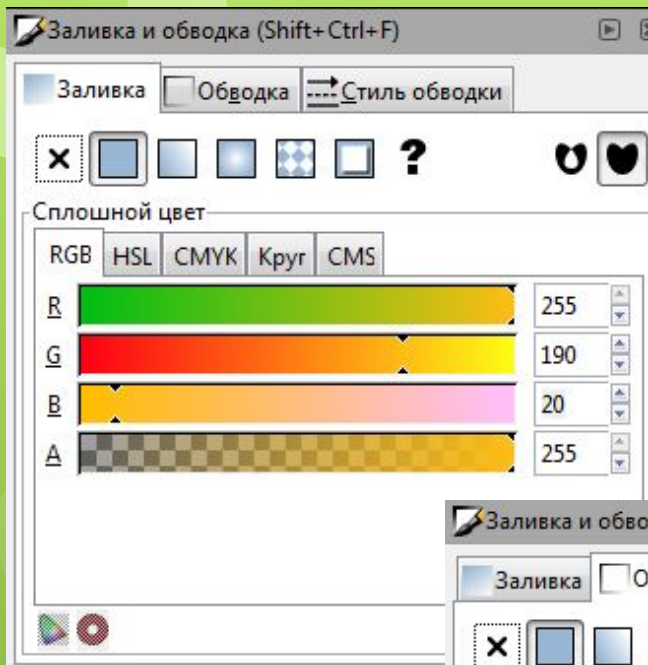 Заливка и обводка (Shift+Ctrl+F)
Заливка Обводка Стиль обводки
?
Сплошной цвет
RGB HSL CMYK Круг CMS
R 255
G 190
B 20
A 255
Заливка и
Заливка